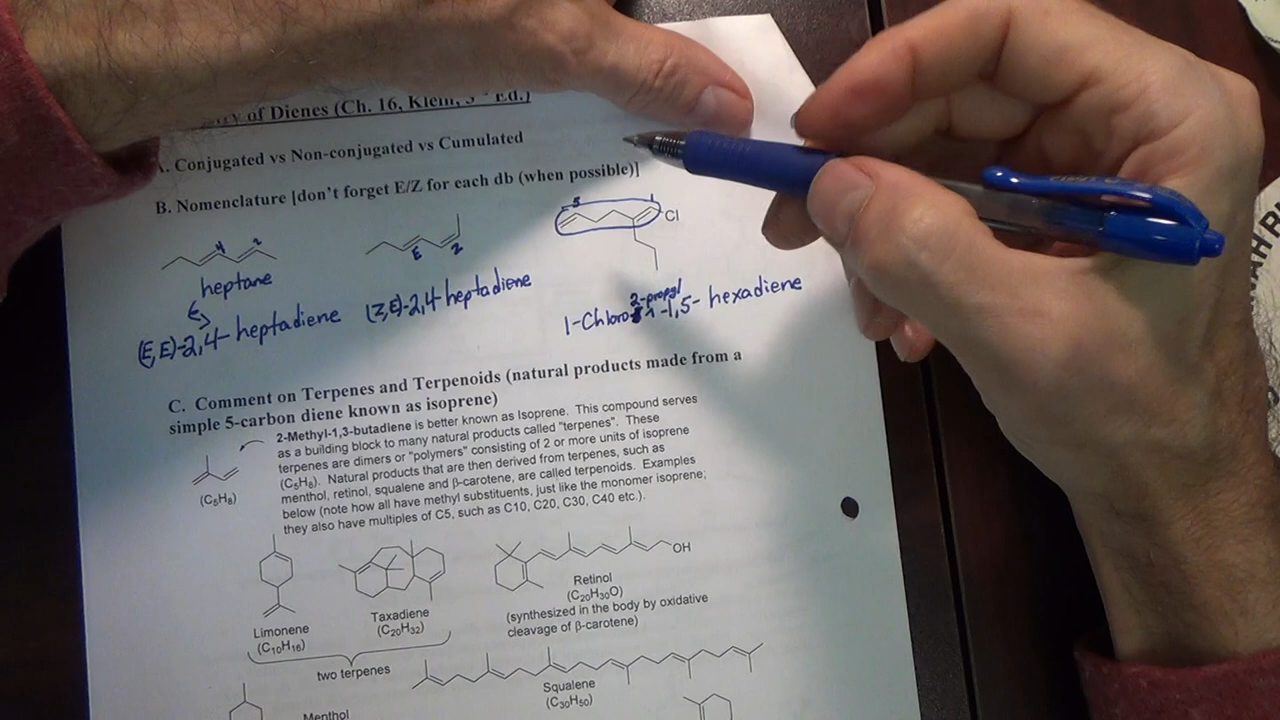 of Dienes (Ch. 16, Klein, 3 Ed.)
A. Conjugated vs Non-conjugated vs Cumulated
B. Nomenclature [don't forget E/Z for each db (when possible)]
4 2
E Z
5 1 Cl
heptane
E
(E,E)-2,4-heptadiene
(Z,E)-2,4-heptadiene
2-propyl
1-Chloro -1,5-hexadiene
C. Comment on Terpenes and Terpenoids (natural products made from a
simple 5-carbon diene known as isoprene)
2-Methyl-1,3-butadiene is better known as Isoprene. This compound serves
as a building block to many natural products called "terpenes". These
terpenes are dimers or "polymers" consisting of 2 or more units of isoprene
(C5H8). Natural products that are then derived from terpenes, such as
menthol, retinol, squalene and β-carotene, are called terpenoids. Examples
below (note how all have methyl substituents, just like the monomer isoprene;
they also have multiples of C5, such as C10, C20, C30, C40 etc.).
(C5H8)
OH
Limonene
(C10H16)
Taxadiene
(C20H32)
two terpenes
Retinol
(C20H30O)
(synthesized in the body by oxidative
cleavage of β-carotene)
Squalene
(C30H50)
Menthol